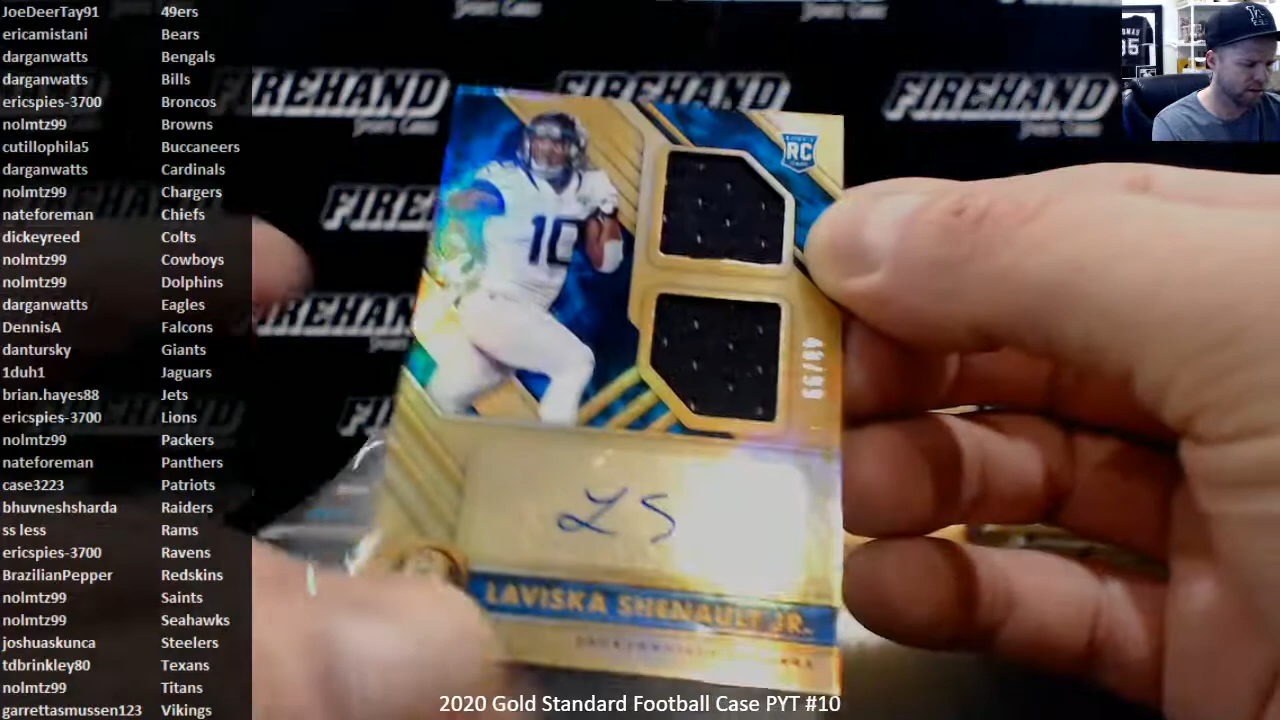 JoeDeerTay91 49ers
ericamistani Bears
darganwatts Bengals
darganwatts Bills
ericspies-3700 Broncos
nolmtz99 Browns
cutillophila5 Buccaneers
darganwatts Cardinals
nolmtz99 Chargers
nateforeman Chiefs
dickeyreed Colts
nolmtz99 Cowboys
nolmtz99 Dolphins
darganwatts Eagles
DennisA Falcons
dantursky Giants
1duh1 Jaguars
brian.hayes88 Jets
ericspies-3700 Lions
nolmtz99 Packers
nateforeman Panthers
case3223 Patriots
bhuvneshsharda Raiders
ss less Rams
ericspies-3700 Ravens
BrazilianPepper Redskins
nolmtz99 Saints
nolmtz99 Seahawks
joshuaskunca Steelers
tdbrinkley80 Texans
nolmtz99 Titans
garrettasmussen123 Vikings
FIREHAND
FIREHAND
FIREHAND
FIREHAND
RC
10
49/99
LS
LAVISKA SHENAULT JR.
2020 Gold Standard Football Case PYT #10